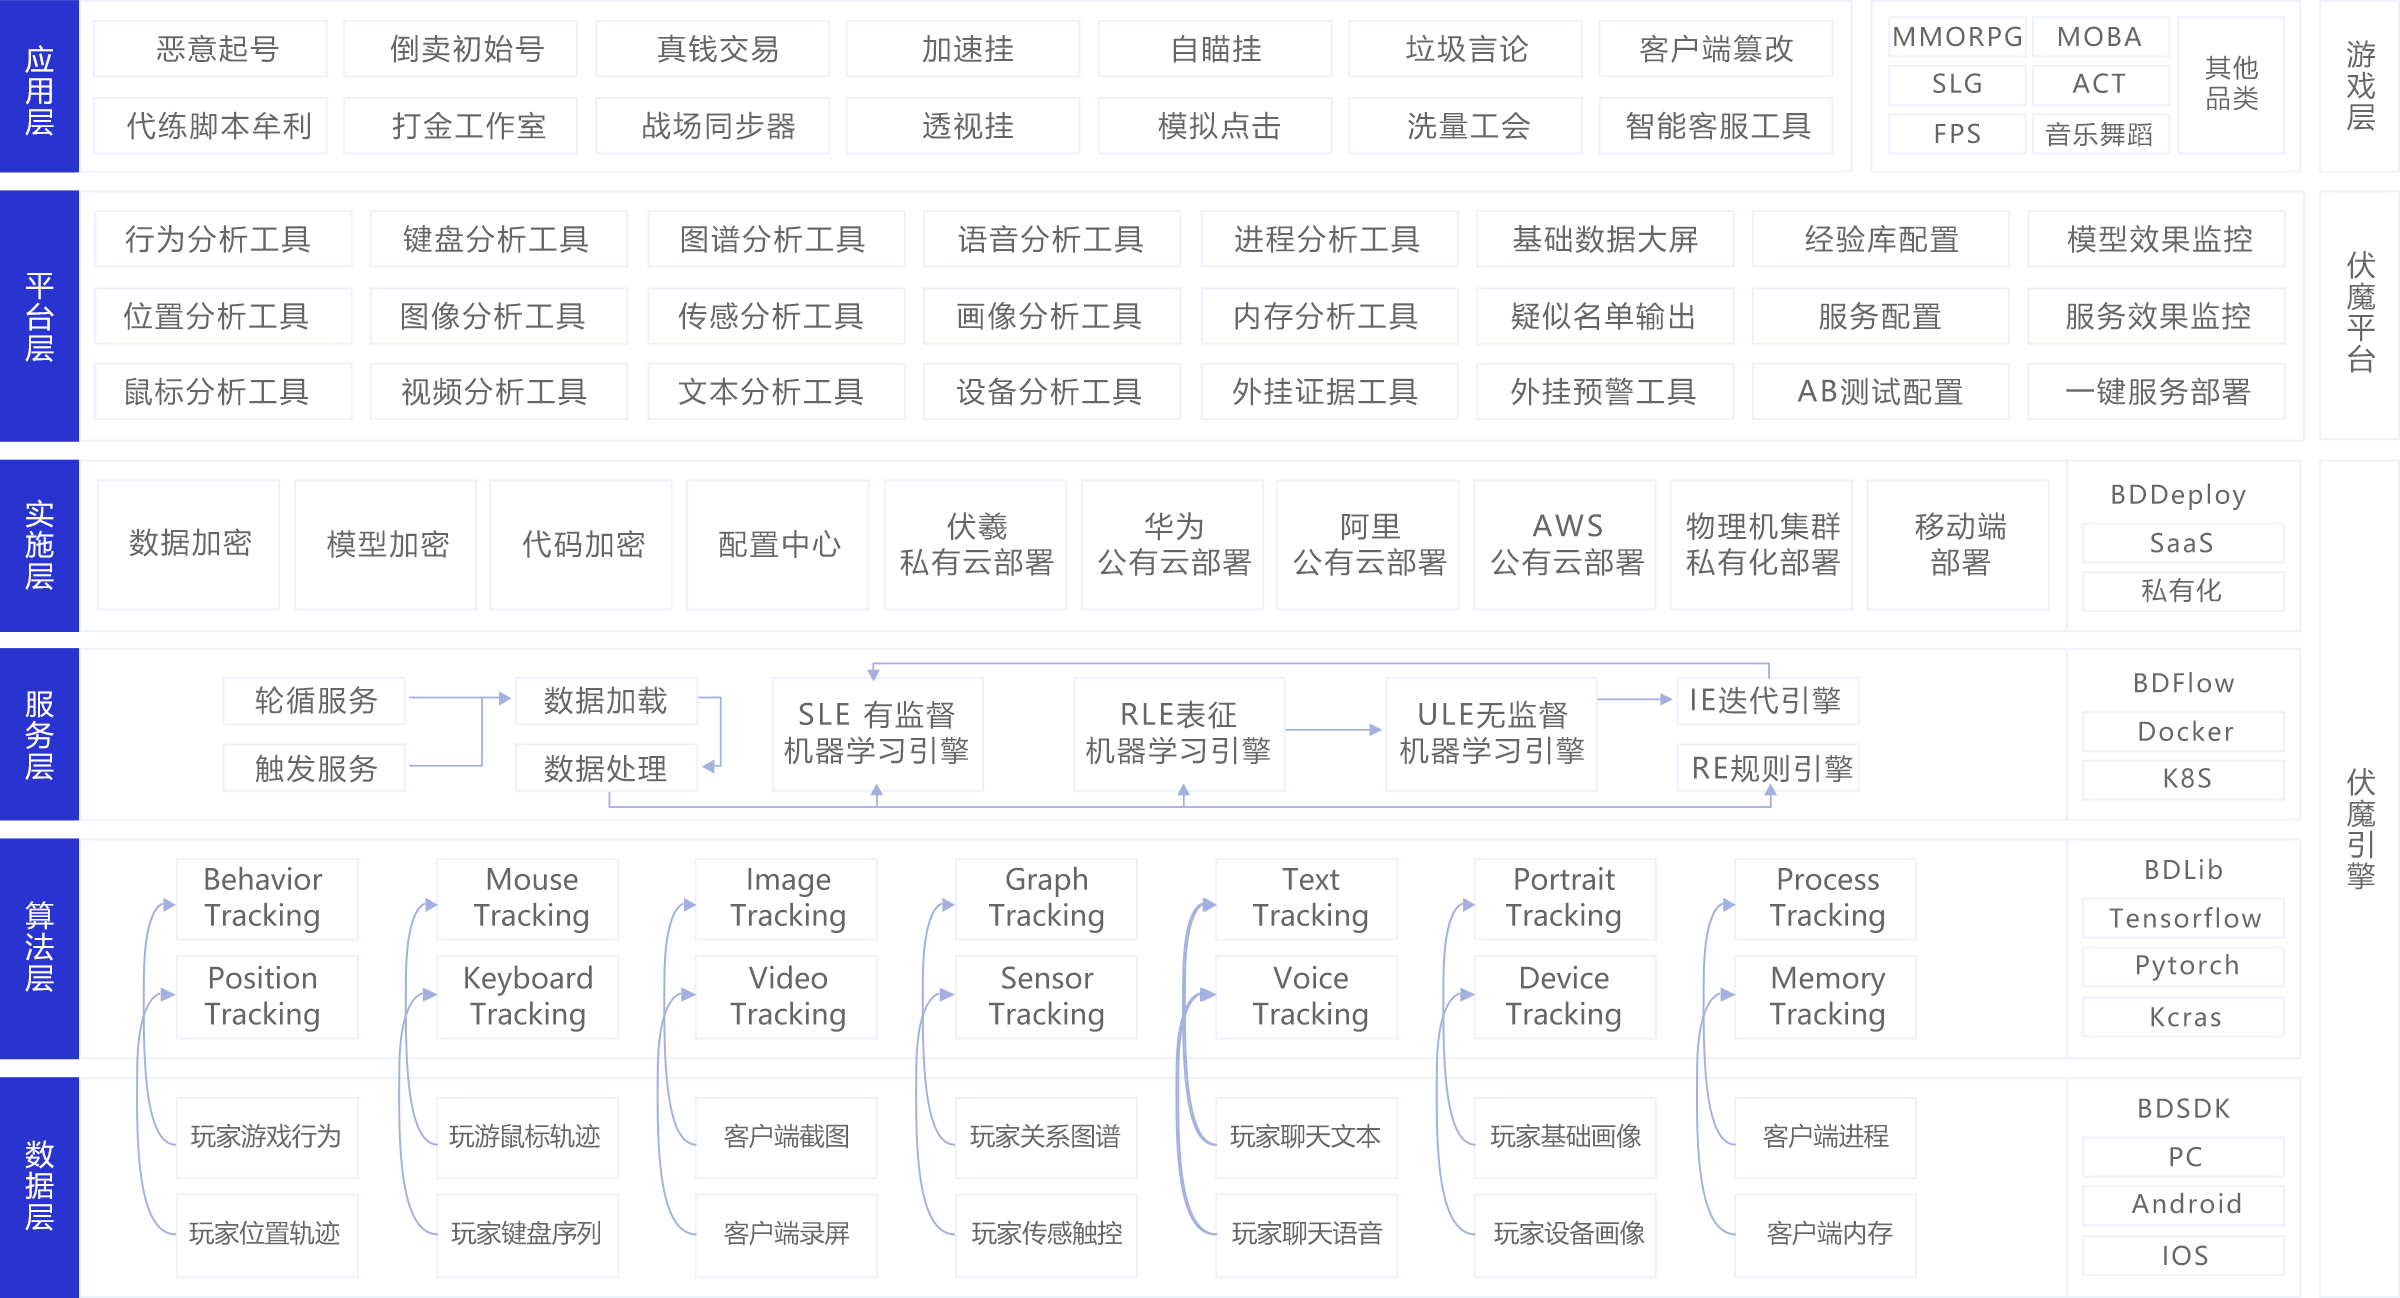 应用层
恶意起号
倒卖初始号
真钱交易
加速挂
自瞄挂
垃圾言论
客户端篡改
代练脚本牟利
打金工作室
战场同步器
透视挂
模拟点击
洗量工会
智能客服工具
MMORPG
MOBA
SLG
ACT
FPS
音乐舞蹈
其他
品类
游戏层
平台层
行为分析工具
键盘分析工具
图谱分析工具
语音分析工具
进程分析工具
基础数据大屏
经验库配置
模型效果监控
位置分析工具
图像分析工具
传感分析工具
画像分析工具
内存分析工具
疑似名单输出
服务配置
服务效果监控
鼠标分析工具
视频分析工具
文本分析工具
设备分析工具
外挂证据工具
外挂预警工具
AB测试配置
一键服务部署
伏魔平台
实施层
数据加密
模型加密
代码加密
配置中心
伏羲
私有云部署
华为
公有云部署
阿里
公有云部署
AWS
公有云部署
物理机集群
私有化部署
移动端
部署
BDDeploy
SaaS
私有化
服务层
轮循服务
触发服务
数据加载
数据处理
SLE 有监督
机器学习引擎
RLE表征
机器学习引擎
ULE无监督
机器学习引擎
IE迭代引擎
RE规则引擎
BDFlow
Docker
K8S
伏魔引擎
算法层
Behavior
Tracking
Mouse
Tracking
Image
Tracking
Graph
Tracking
Text
Tracking
Portrait
Tracking
Process
Tracking
Position
Tracking
Keyboard
Tracking
Video
Tracking
Sensor
Tracking
Voice
Tracking
Device
Tracking
Memory
Tracking
BDLib
Tensorflow
Pytorch
Kcras
数据层
玩家游戏行为
玩游鼠标轨迹
客户端截图
玩家关系图谱
玩家聊天文本
玩家基础画像
客户端进程
玩家位置轨迹
玩家键盘序列
客户端录屏
玩家传感触控
玩家聊天语音
玩家设备画像
客户端内存
BDSDK
PC
Android
IOS